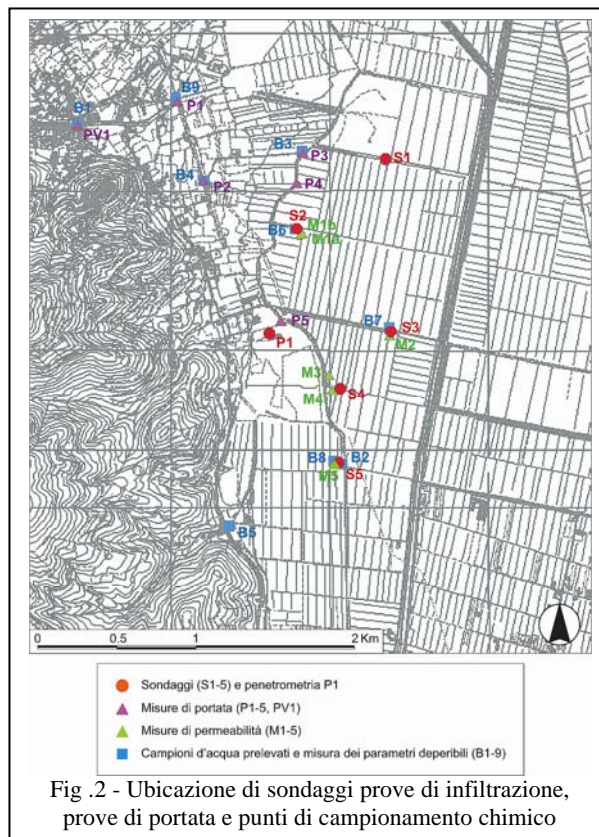 B9
P1
B1
PV1
B3
P3
S1
B4
P2
P4
S2
M1b
B6
M1a
P5
B7
S3
P1
M2
M3
M4
S4
B8
B2
M5
S5
B5
0 0.5 1 2 Km
Sondaggi (S1-5) e penetrometria P1
Misure di portata (P1-5, PV1)
Misure di permeabilità (M1-5)
Campioni d'acqua prelevati e misura dei parametri deperibili (B1-9)
Fig .2 - Ubicazione di sondaggi prove di infiltrazione,
prove di portata e punti di campionamento chimico